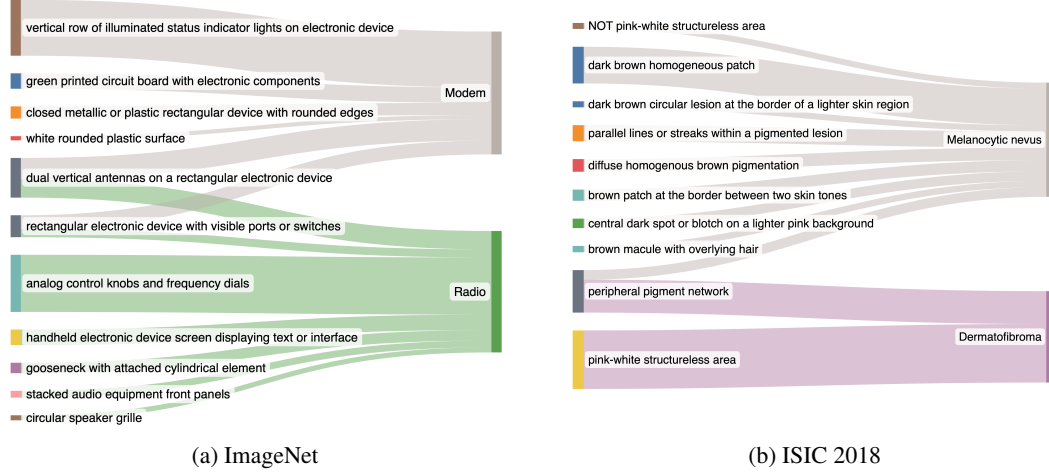 vertical row of illuminated status indicator lights on electronic device
green printed circuit board with electronic components
Modem
closed metallic or plastic rectangular device with rounded edges
white rounded plastic surface
dual vertical antennas on a rectangular electronic device
rectangular electronic device with visible ports or switches
analog control knobs and frequency dials
Radio
handheld electronic device screen displaying text or interface
gooseneck with attached cylindrical element
stacked audio equipment front panels
circular speaker grille
(a) ImageNet
NOT pink-white structureless area
dark brown homogeneous patch
dark brown circular lesion at the border of a lighter skin region
parallel lines or streaks within a pigmented lesion
Melanocytic nevus
diffuse homogenous brown pigmentation
brown patch at the border between two skin tones
central dark spot or blotch on a lighter pink background
brown macule with overlying hair
peripheral pigment network
Dermatofibroma
pink-white structureless area
(b) ISIC 2018